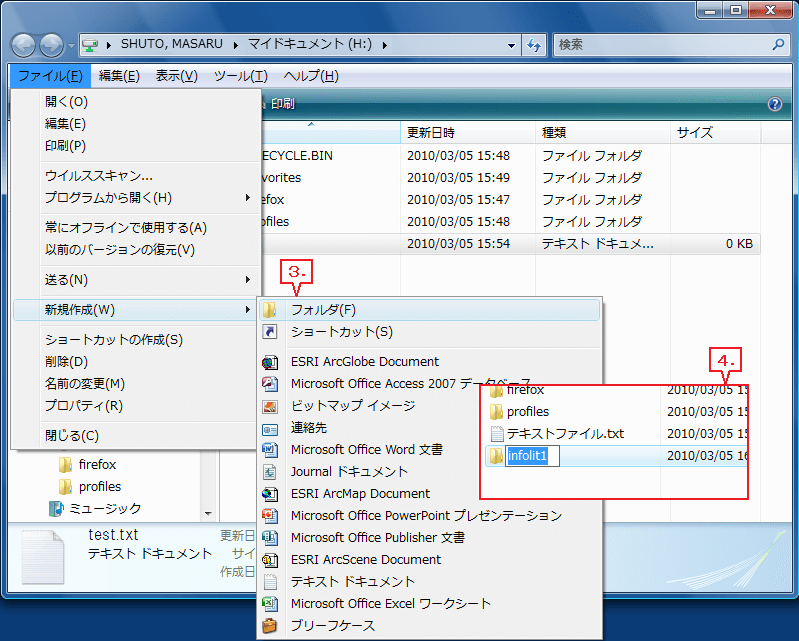 SHUTO, MASARU ▸ マイドキュメント (H:) ▸
検索
ファイル(F) 編集(E) 表示(V) ツール(T) ヘルプ(H)
印刷
開く(O)
編集(E)
印刷(P)
ウイルススキャン...
プログラムから開く(H)
常にオフラインで使用する(A)
以前のバージョンの復元(V)
送る(N)
新規作成(W)
ショートカットの作成(S)
削除(D)
名前の変更(M)
プロパティ(R)
閉じる(C)
更新日時 種類 サイズ
ECYCLE.BIN 2010/03/05 15:48 ファイル フォルダ
vorites 2010/03/05 15:49 ファイル フォルダ
efox 2010/03/05 15:47 ファイル フォルダ
ofiles 2010/03/05 15:48 ファイル フォルダ
2010/03/05 15:54 テキスト ドキュメ... 0 KB
3.
フォルダ(F)
ショートカット(S)
ESRI ArcGlobe Document
Microsoft Office Access 2007 データベース
ビットマップ イメージ
連絡先
Microsoft Office Word 文書
Journal ドキュメント
ESRI ArcMap Document
Microsoft Office PowerPoint プレゼンテーション
Microsoft Office Publisher 文書
ESRI ArcScene Document
テキスト ドキュメント
Microsoft Office Excel ワークシート
ブリーフケース
4.
firefox 2010/03/05 15
profiles 2010/03/05 15
テキストファイル.txt 2010/03/05 15
infolit1 2010/03/05 16
firefox
profiles
ミュージック
test.txt 更新日
テキスト ドキュメント サイ
作成日